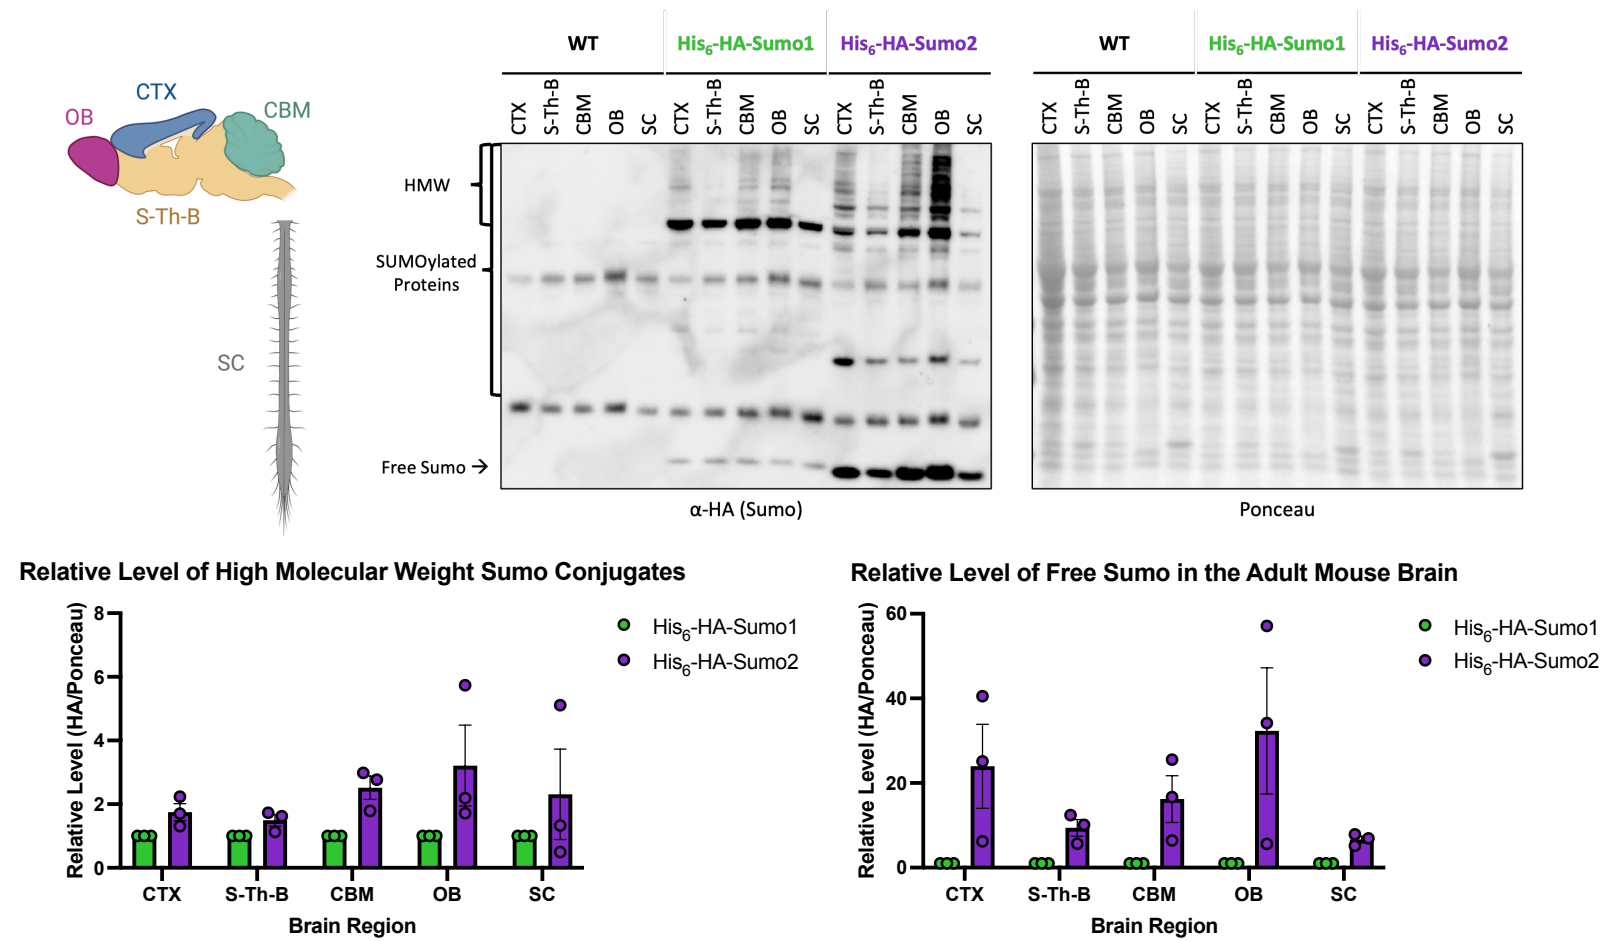 WT
His6-HA-Sumo1
His6-HA-Sumo2
WT
His6-HA-Sumo1
His6-HA-Sumo2
CTX
S-Th-B
CBM
OB
SC
CTX
S-Th-B
CBM
OB
SC
CTX
S-Th-B
CBM
OB
SC
CTX
S-Th-B
CBM
OB
SC
CTX
S-Th-B
CBM
OB
SC
CTX
S-Th-B
CBM
OB
SC
CTX
OB
CBM
S-Th-B
SC
HMW
SUMOylated
Proteins
Free Sumo →
α-HA (Sumo)
Ponceau
Relative Level of High Molecular Weight Sumo Conjugates
Relative Level (HA/Ponceau)
8
6
4
2
0
CTX S-Th-B CBM OB SC
Brain Region
His6-HA-Sumo1
His6-HA-Sumo2
Relative Level of Free Sumo in the Adult Mouse Brain
Relative Level (HA/Ponceau)
60
40
20
0
CTX S-Th-B CBM OB SC
Brain Region
His6-HA-Sumo1
His6-HA-Sumo2